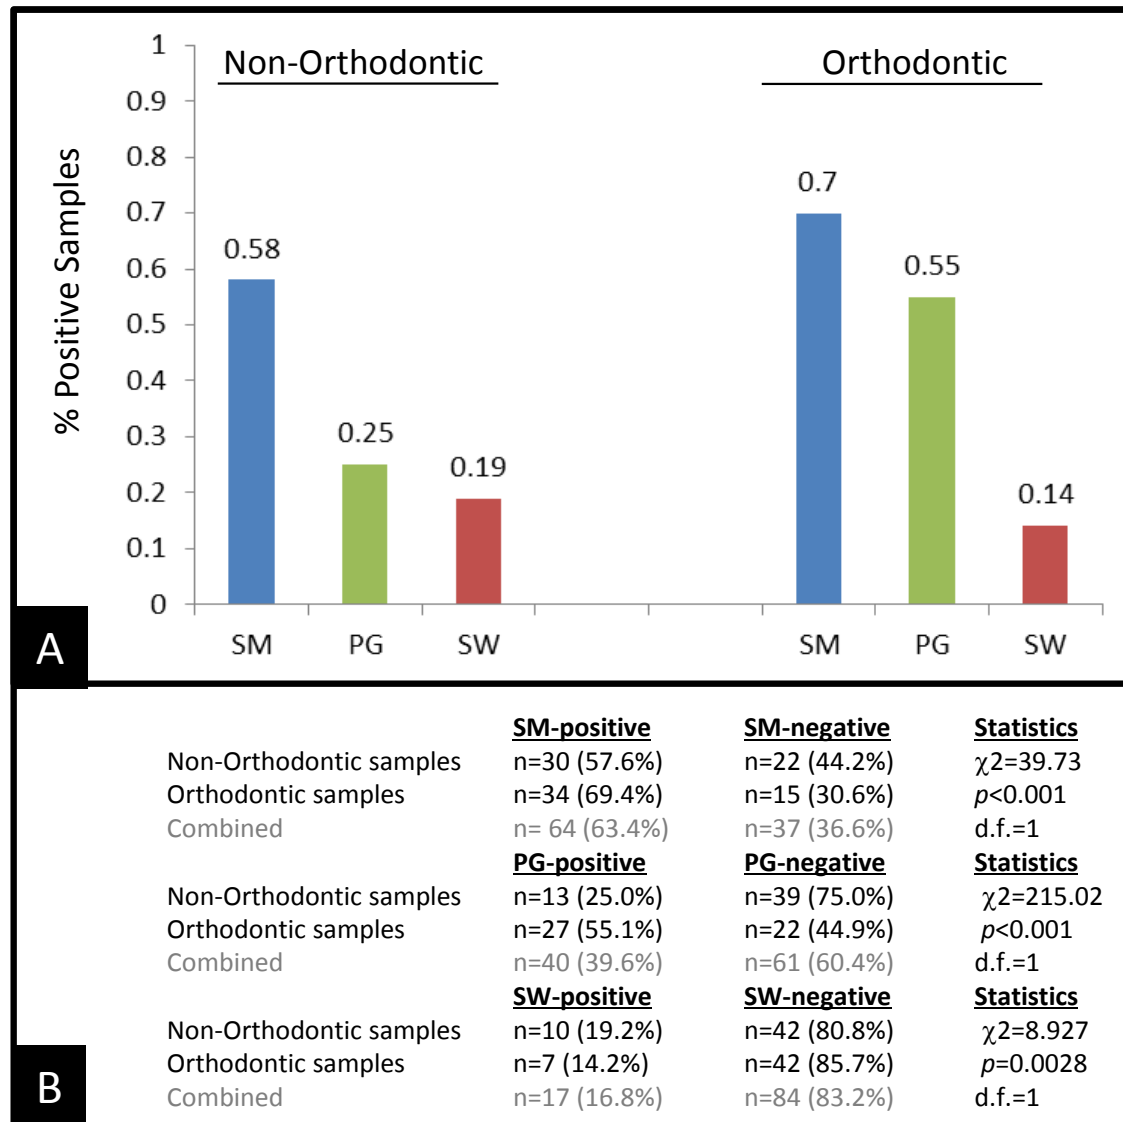 Non-Orthodontic Orthodontic
% Positive Samples
1
0.9
0.8
0.7
0.6
0.5
0.4
0.3
0.2
0.1
0
0.58 0.25 0.19 0.7 0.55 0.14
SM PG SW SM PG SW
A
SM-positive SM-negative Statistics
Non-Orthodontic samples n=30 (57.6%) n=22 (44.2%) χ2=39.73
Orthodontic samples n=34 (69.4%) n=15 (30.6%) p<0.001
Combined n= 64 (63.4%) n=37 (36.6%) d.f.=1
PG-positive PG-negative Statistics
Non-Orthodontic samples n=13 (25.0%) n=39 (75.0%) χ2=215.02
Orthodontic samples n=27 (55.1%) n=22 (44.9%) p<0.001
Combined n=40 (39.6%) n=61 (60.4%) d.f.=1
SW-positive SW-negative Statistics
Non-Orthodontic samples n=10 (19.2%) n=42 (80.8%) χ2=8.927
Orthodontic samples n=7 (14.2%) n=42 (85.7%) p=0.0028
Combined n=17 (16.8%) n=84 (83.2%) d.f.=1
B